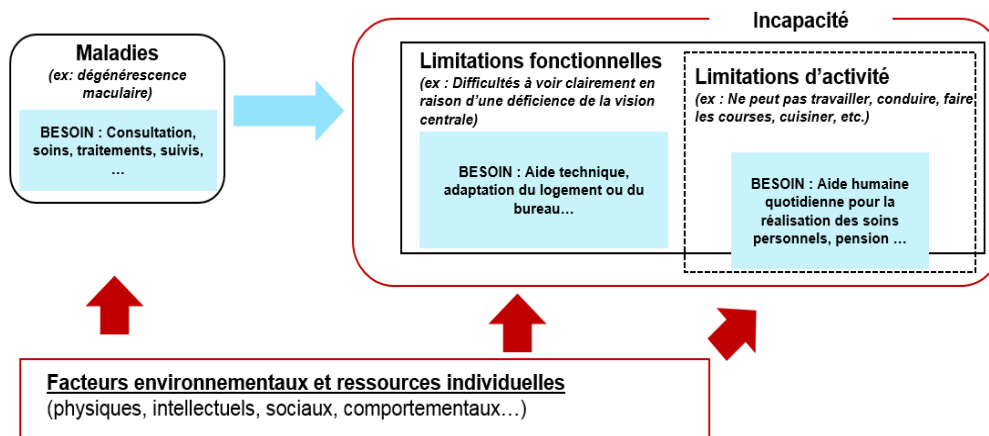 Incapacité
Maladies
(ex: dégénérescence
maculaire)
BESOIN : Consultation,
soins, traitements, suivis,
…
Limitations fonctionnelles
(ex : Difficultés à voir clairement en
raison d’une déficience de la vision
centrale)
BESOIN : Aide technique,
adaptation du logement ou du
bureau…
Limitations d’activité
(ex : Ne peut pas travailler, conduire, faire
les courses, cuisiner, etc.)
BESOIN : Aide humaine
quotidienne pour la
réalisation des soins
personnels, pension …
Facteurs environnementaux et ressources individuelles
(physiques, intellectuels, sociaux, comportementaux…)